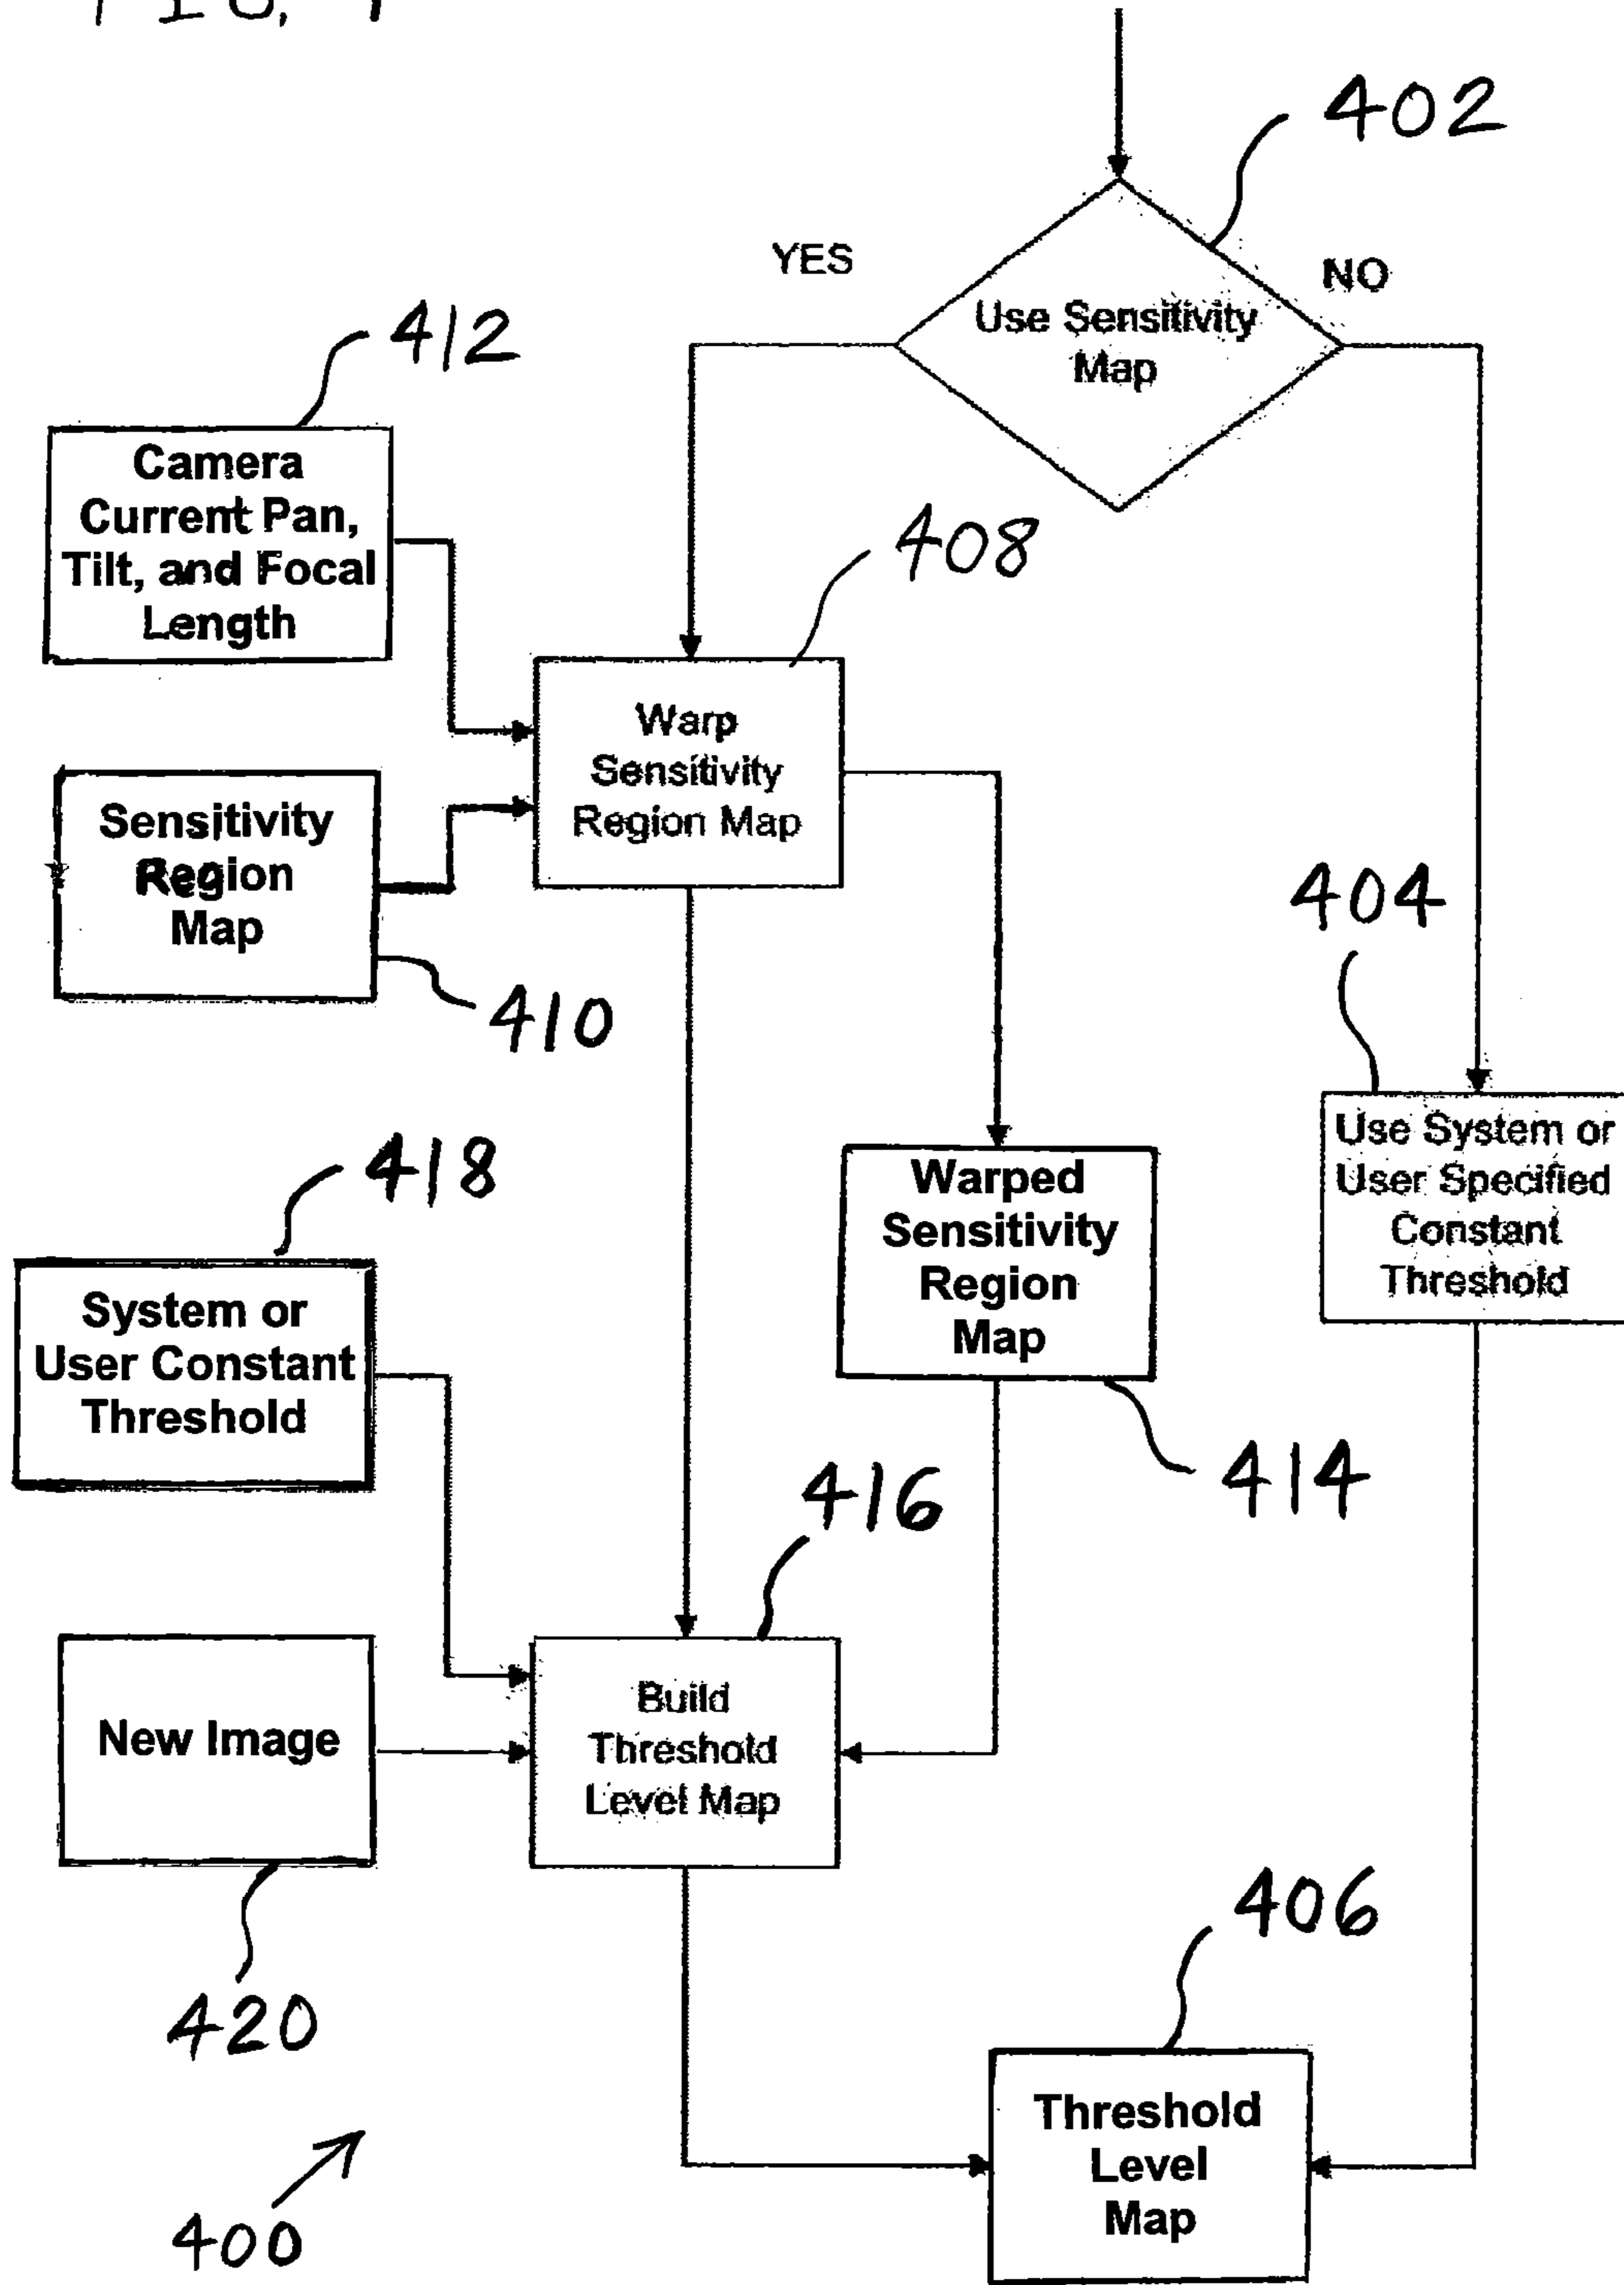 402
YES
NO
Use Sensitivity
Map
412
Camera
Current Pan,
Tilt, and Focal
Length
408
Warp
Sensitivity
Region Map
Sensitivity
Region
Map
410
404
Use System or
User Specified
Constant
Threshold
418
Warped
Sensitivity
Region
Map
System or
User Constant
Threshold
414
416
New Image
Build
Threshold
Level Map
406
420
Threshold
Level
Map
400